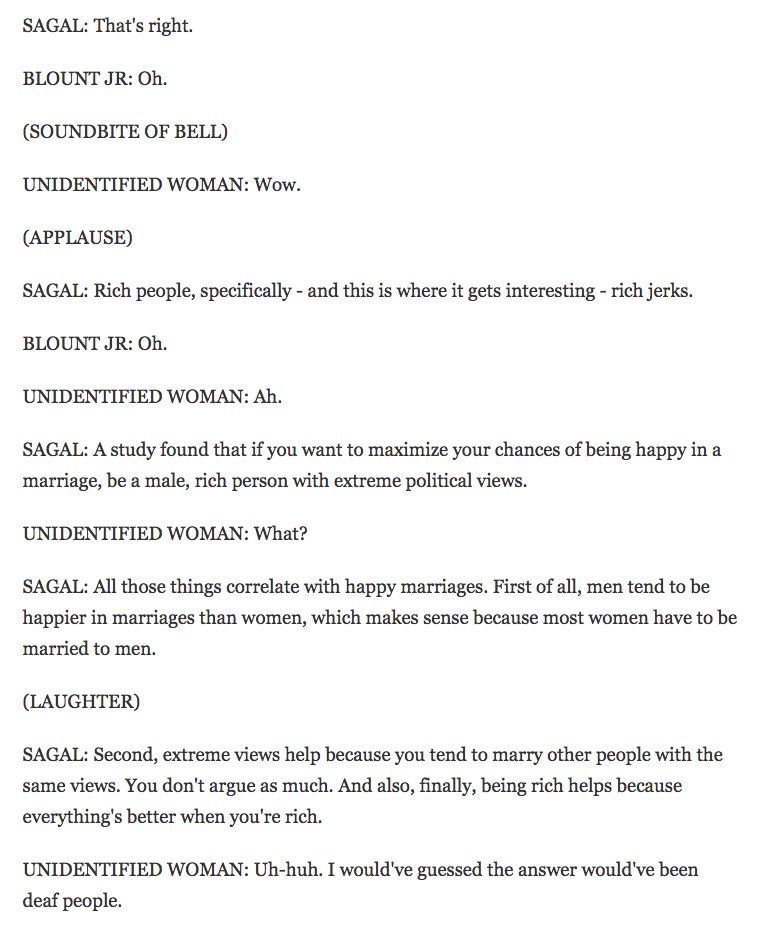 SAGAL: That's right.
BLOUNT JR: Oh.
(SOUNDBITE OF BELL)
UNIDENTIFIED WOMAN: Wow.
(APPLAUSE)
SAGAL: Rich people, specifically - and this is where it gets interesting - rich jerks.
BLOUNT JR: Oh.
UNIDENTIFIED WOMAN: Ah.
SAGAL: A study found that if you want to maximize your chances of being happy in a
marriage, be a male, rich person with extreme political views.
UNIDENTIFIED WOMAN: What?
SAGAL: All those things correlate with happy marriages. First of all, men tend to be
happier in marriages than women, which makes sense because most women have to be
married to men.
(LAUGHTER)
SAGAL: Second, extreme views help because you tend to marry other people with the
same views. You don't argue as much. And also, finally, being rich helps because
everything's better when you're rich.
UNIDENTIFIED WOMAN: Uh-huh. I would've guessed the answer would've been
deaf people.